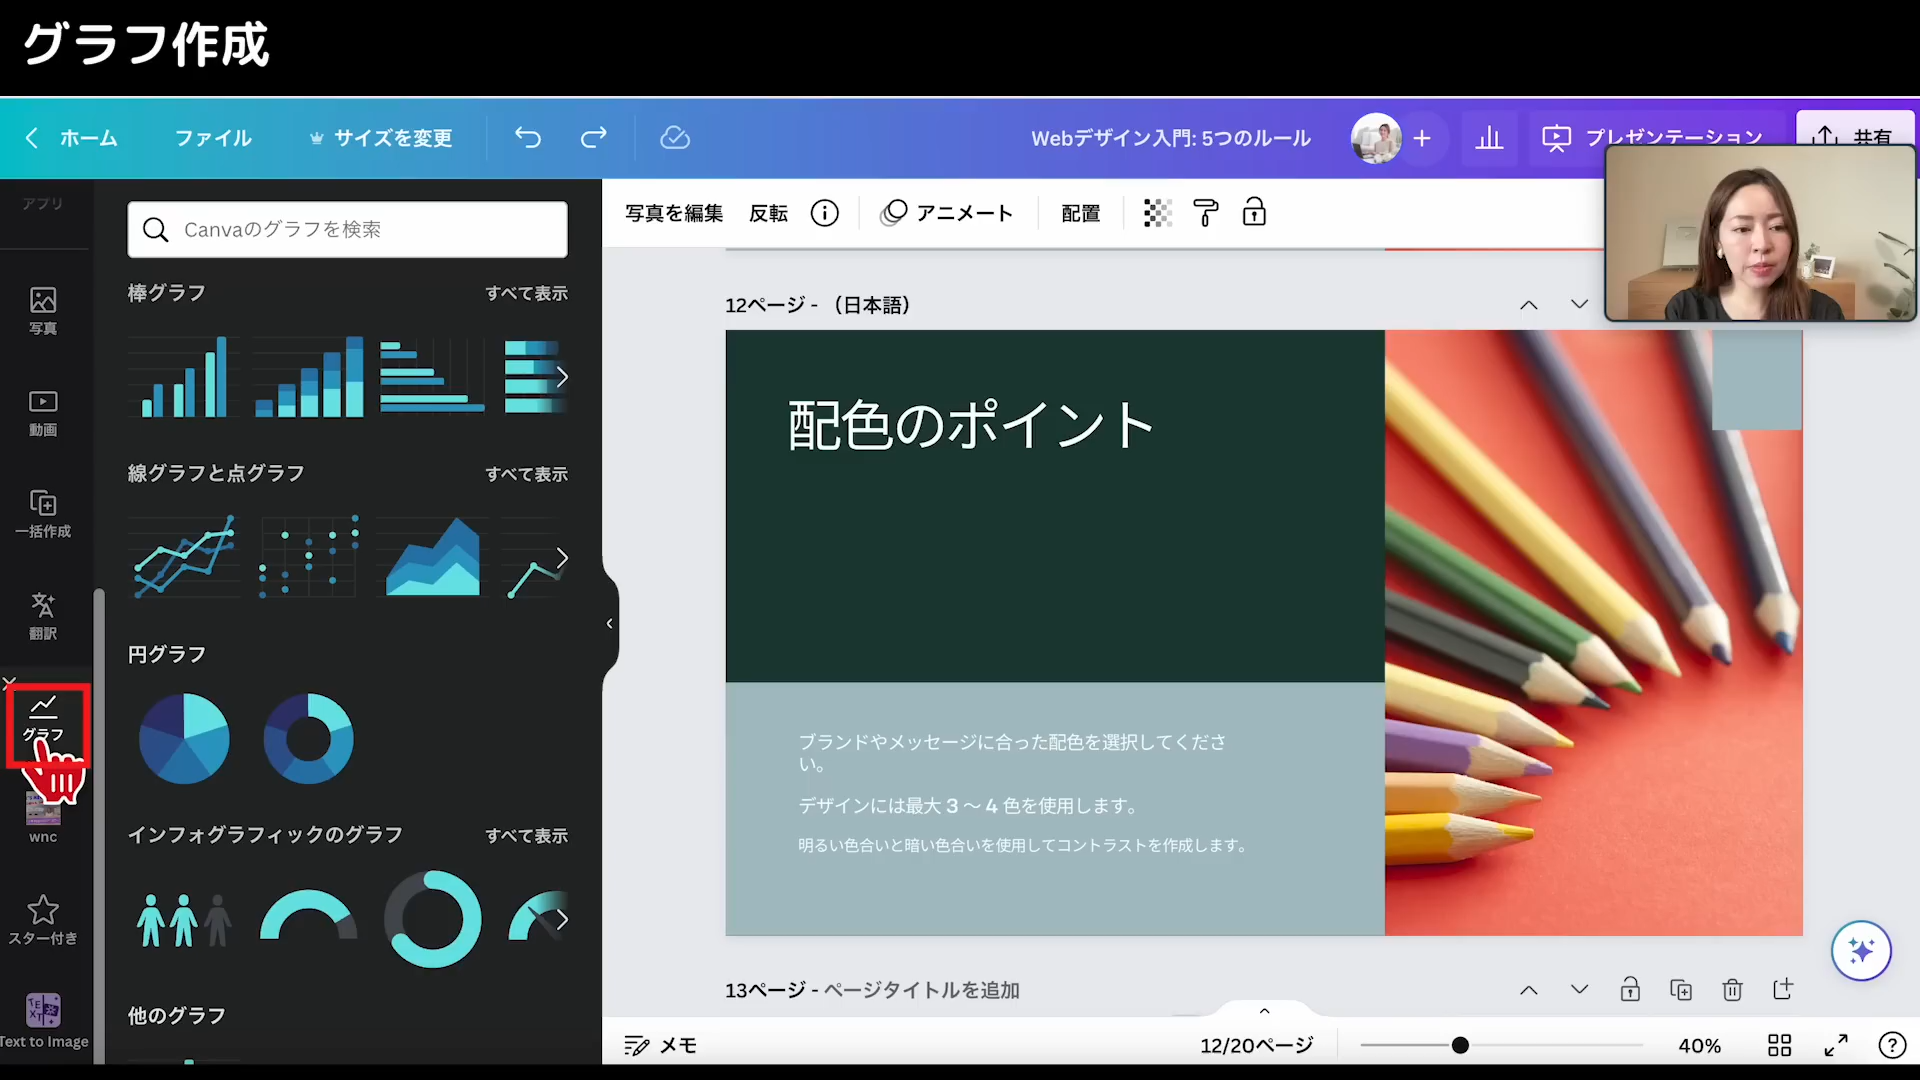 グラフ作成
ホーム
ファイル
サイズを変更
Webデザイン入門: 5つのルール
プレゼンテーション
共有
アプリ
写真
動画
一括作成
翻訳
グラフ
wnc
スター付き
Text to Image
Canvaのグラフを検索
棒グラフ
すべて表示
線グラフと点グラフ
すべて表示
円グラフ
インフォグラフィックのグラフ
すべて表示
他のグラフ
写真を編集
反転
アニメート
配置
12ページ - （日本語）
配色のポイント
ブランドやメッセージに合った配色を選択してくださ
い。
デザインには最大 3 〜 4 色を使用します。
明るい色合いと暗い色合いを使用してコントラストを作成します。
13ページ - ページタイトルを追加
メモ
12/20ページ
40%